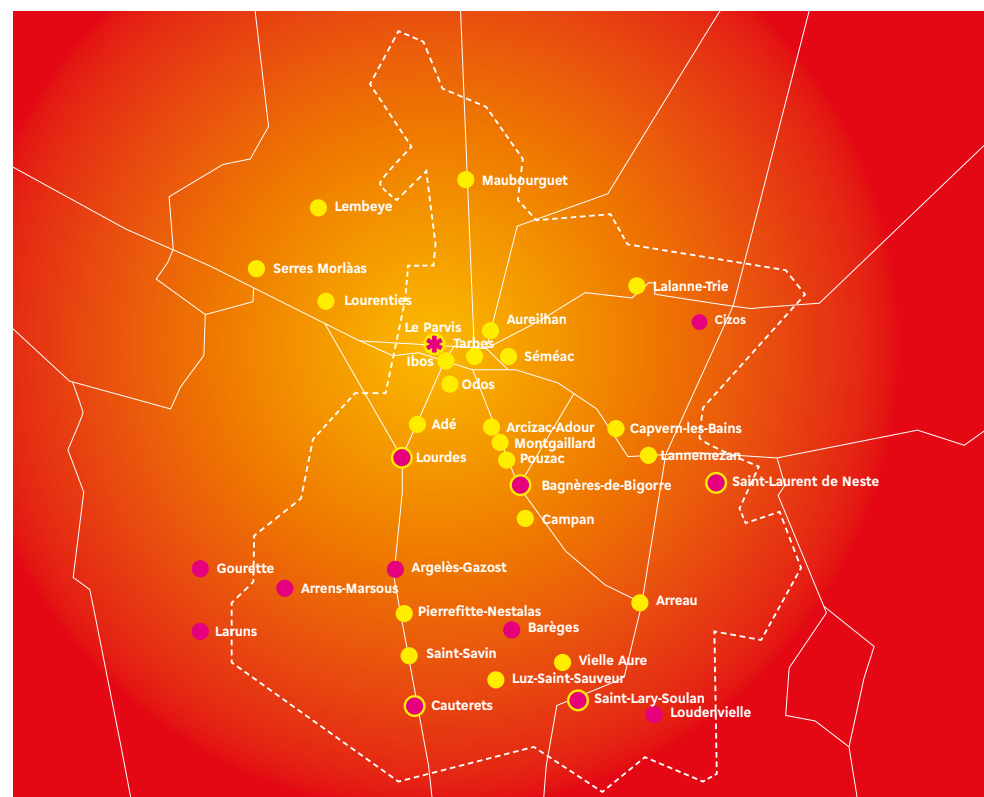 Maubourguet
Lembeye
Serres Morlàas
Lalanne-Trie
Lourenties
Aureilhan
Cizos
Le Parvis
Tarbes
Ibos
Séméac
Odos
Adé
Arcizac-Adour
Capvern-les-Bains
Montgaillard
Lourdes
Pouzac
Lannemezan
Bagnères-de-Bigorre
Saint-Laurent de Neste
Campan
Gourette
Argelès-Gazost
Arrens-Marsous
Arreau
Pierrefitte-Nestalas
Laruns
Barèges
Saint-Savin
Vielle Aure
Luz-Saint-Sauveur
Cauterets
Saint-Lary-Soulan
Loudenvielle